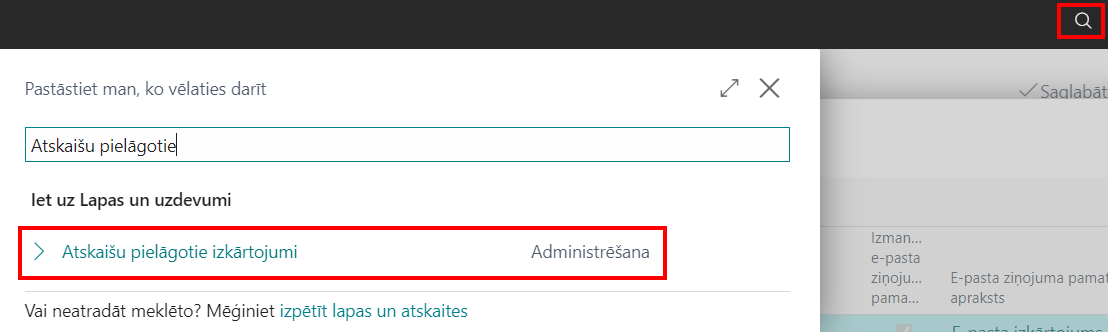 Pastāstiet man, ko vēlaties darīt
Saglabāt
Atskaišu pielāgotie
Iet uz Lapas un uzdevumi
Atskaišu pielāgotie izkārtojumi Administrēšana
Izman...
e-pasta
ziņoju...
pama...
E-pasta ziņojuma pamat
apraksts
Vai neatradāt meklēto? Mēģiniet izpētīt lapas un atskaites
E-pasta izkārtojums